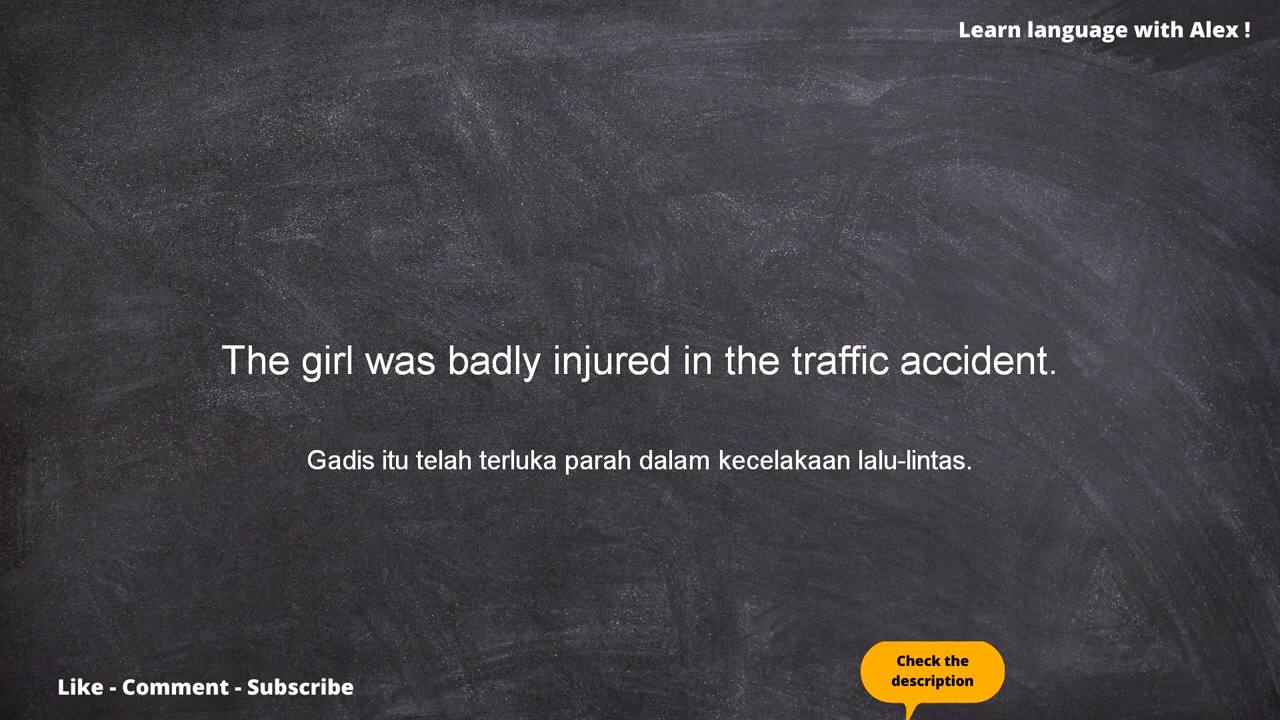 Learn language with Alex !
The girl was badly injured in the traffic accident.
Gadis itu telah terluka parah dalam kecelakaan lalu-lintas.
Check the
description
Like - Comment - Subscribe